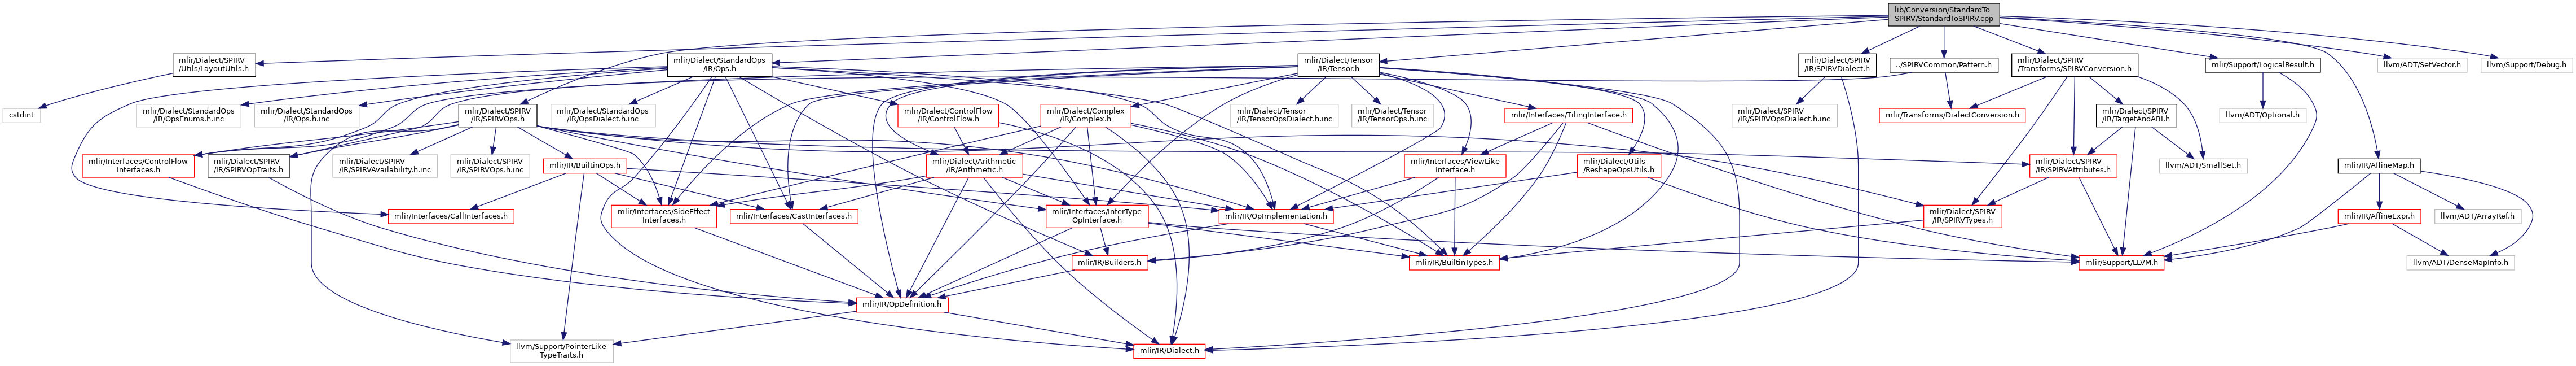 lib/Conversion/StandardTo
SPIRV/StandardToSPIRV.cpp
mlir/Dialect/SPIRV
/Utils/LayoutUtils.h
mlir/Dialect/StandardOps
/IR/Ops.h
mlir/Dialect/Tensor
/IR/Tensor.h
mlir/Dialect/SPIRV
/IR/SPIRVDialect.h
../SPIRVCommon/Pattern.h
mlir/Dialect/SPIRV
/Transforms/SPIRVConversion.h
mlir/Support/LogicalResult.h
llvm/ADT/SetVector.h
llvm/Support/Debug.h
cstdint
mlir/Dialect/StandardOps
/IR/OpsEnums.h.inc
mlir/Dialect/StandardOps
/IR/Ops.h.inc
mlir/Dialect/SPIRV
/IR/SPIRVOps.h
mlir/Dialect/StandardOps
/IR/OpsDialect.h.inc
mlir/Dialect/ControlFlow
/IR/ControlFlow.h
mlir/Dialect/Complex
/IR/Complex.h
mlir/Dialect/Tensor
/IR/TensorOpsDialect.h.inc
mlir/Dialect/Tensor
/IR/TensorOps.h.inc
mlir/Interfaces/TilingInterface.h
mlir/Dialect/SPIRV
/IR/SPIRVOpsDialect.h.inc
mlir/Transforms/DialectConversion.h
mlir/Dialect/SPIRV
/IR/TargetAndABI.h
llvm/ADT/Optional.h
mlir/Interfaces/ControlFlow
Interfaces.h
mlir/Dialect/SPIRV
/IR/SPIRVOpTraits.h
mlir/Dialect/SPIRV
/IR/SPIRVAvailability.h.inc
mlir/Dialect/SPIRV
/IR/SPIRVOps.h.inc
mlir/IR/BuiltinOps.h
mlir/Dialect/Arithmetic
/IR/Arithmetic.h
mlir/Interfaces/ViewLike
Interface.h
mlir/Dialect/Utils
/ReshapeOpsUtils.h
mlir/Dialect/SPIRV
/IR/SPIRVAttributes.h
llvm/ADT/SmallSet.h
mlir/IR/AffineMap.h
mlir/Interfaces/CallInterfaces.h
mlir/Interfaces/SideEffect
Interfaces.h
mlir/Interfaces/CastInterfaces.h
mlir/Interfaces/InferType
OpInterface.h
mlir/IR/OpImplementation.h
mlir/Dialect/SPIRV
/IR/SPIRVTypes.h
mlir/IR/AffineExpr.h
llvm/ADT/ArrayRef.h
mlir/IR/Builders.h
mlir/IR/BuiltinTypes.h
mlir/Support/LLVM.h
llvm/ADT/DenseMapInfo.h
mlir/IR/OpDefinition.h
llvm/Support/PointerLike
TypeTraits.h
mlir/IR/Dialect.h